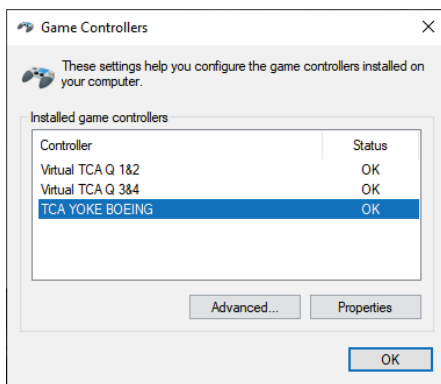 Game Controllers
These settings help you configure the game controllers installed on
your computer.
Installed game controllers
Controller Status
Virtual TCA Q 1&2 OK
Virtual TCA Q 3&4 OK
TCA YOKE BOEING OK
Advanced... Properties
OK